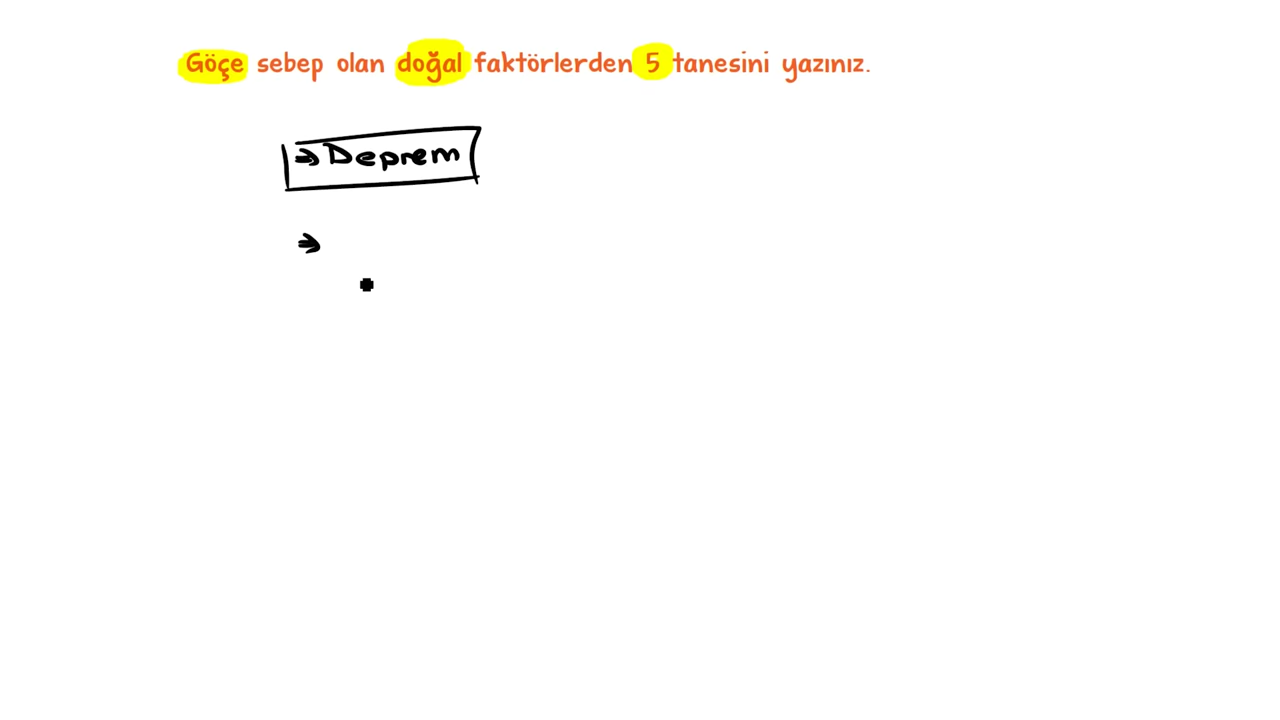 Göçe sebep olan doğal faktörlerden 5 tanesini yazınız.
→ Deprem
→